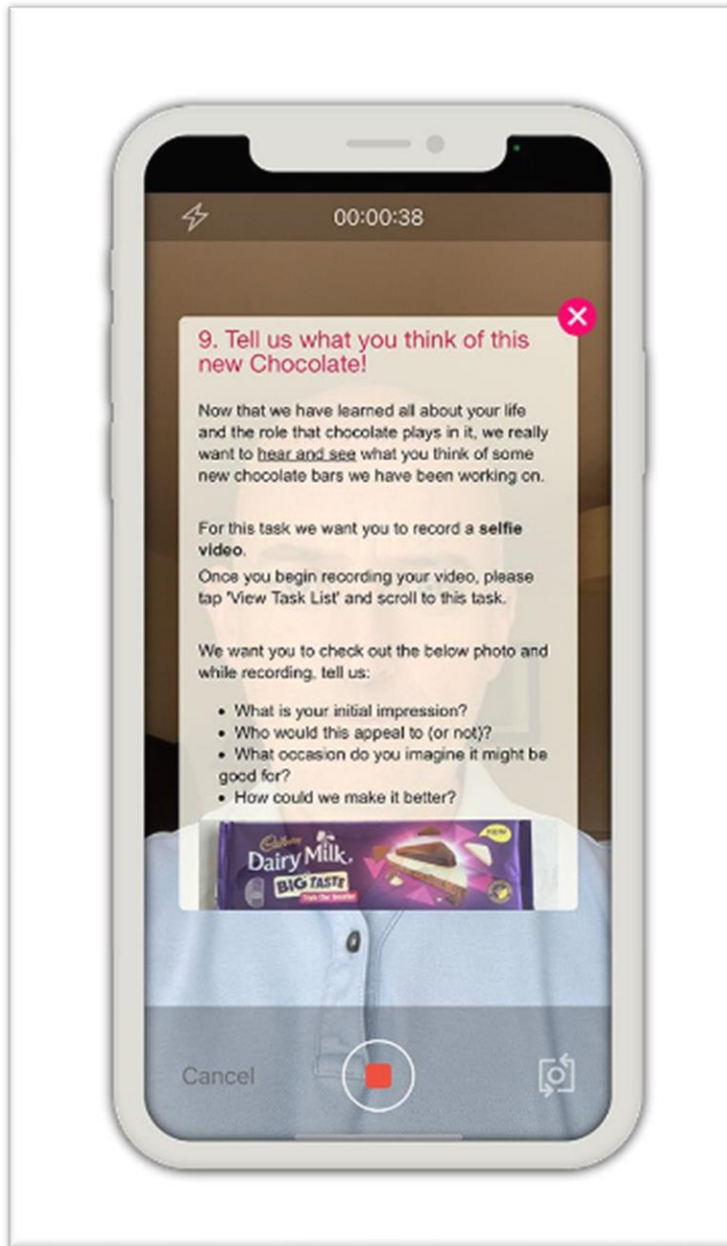 00:00:38
9. Tell us what you think of this
new Chocolate!
Now that we have learned all about your life
and the role that chocolate plays in it, we really
want to hear and see what you think of some
new chocolate bars we have been working on.
For this task we want you to record a selfie
video.
Once you begin recording your video, please
tap 'View Task List' and scroll to this task.
We want you to check out the below photo and
while recording, tell us:
• What is your initial impression?
• Who would this appeal to (or not)?
• What occasion do you imagine it might be
good for?
• How could we make it better?
Cadbury
Dairy Milk
NEW
BIG TASTE
Cancel